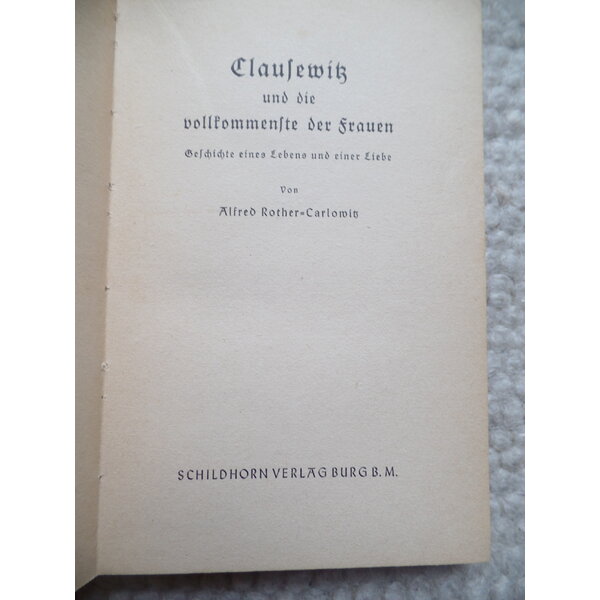 Clauſewitz
und die
vollkommenſte der Frauen
Geſchichte eines Lebens und einer Liebe
Von
Alfred Rother=Carlowitz
SCHILDHORN VERLAG BURG B. M.